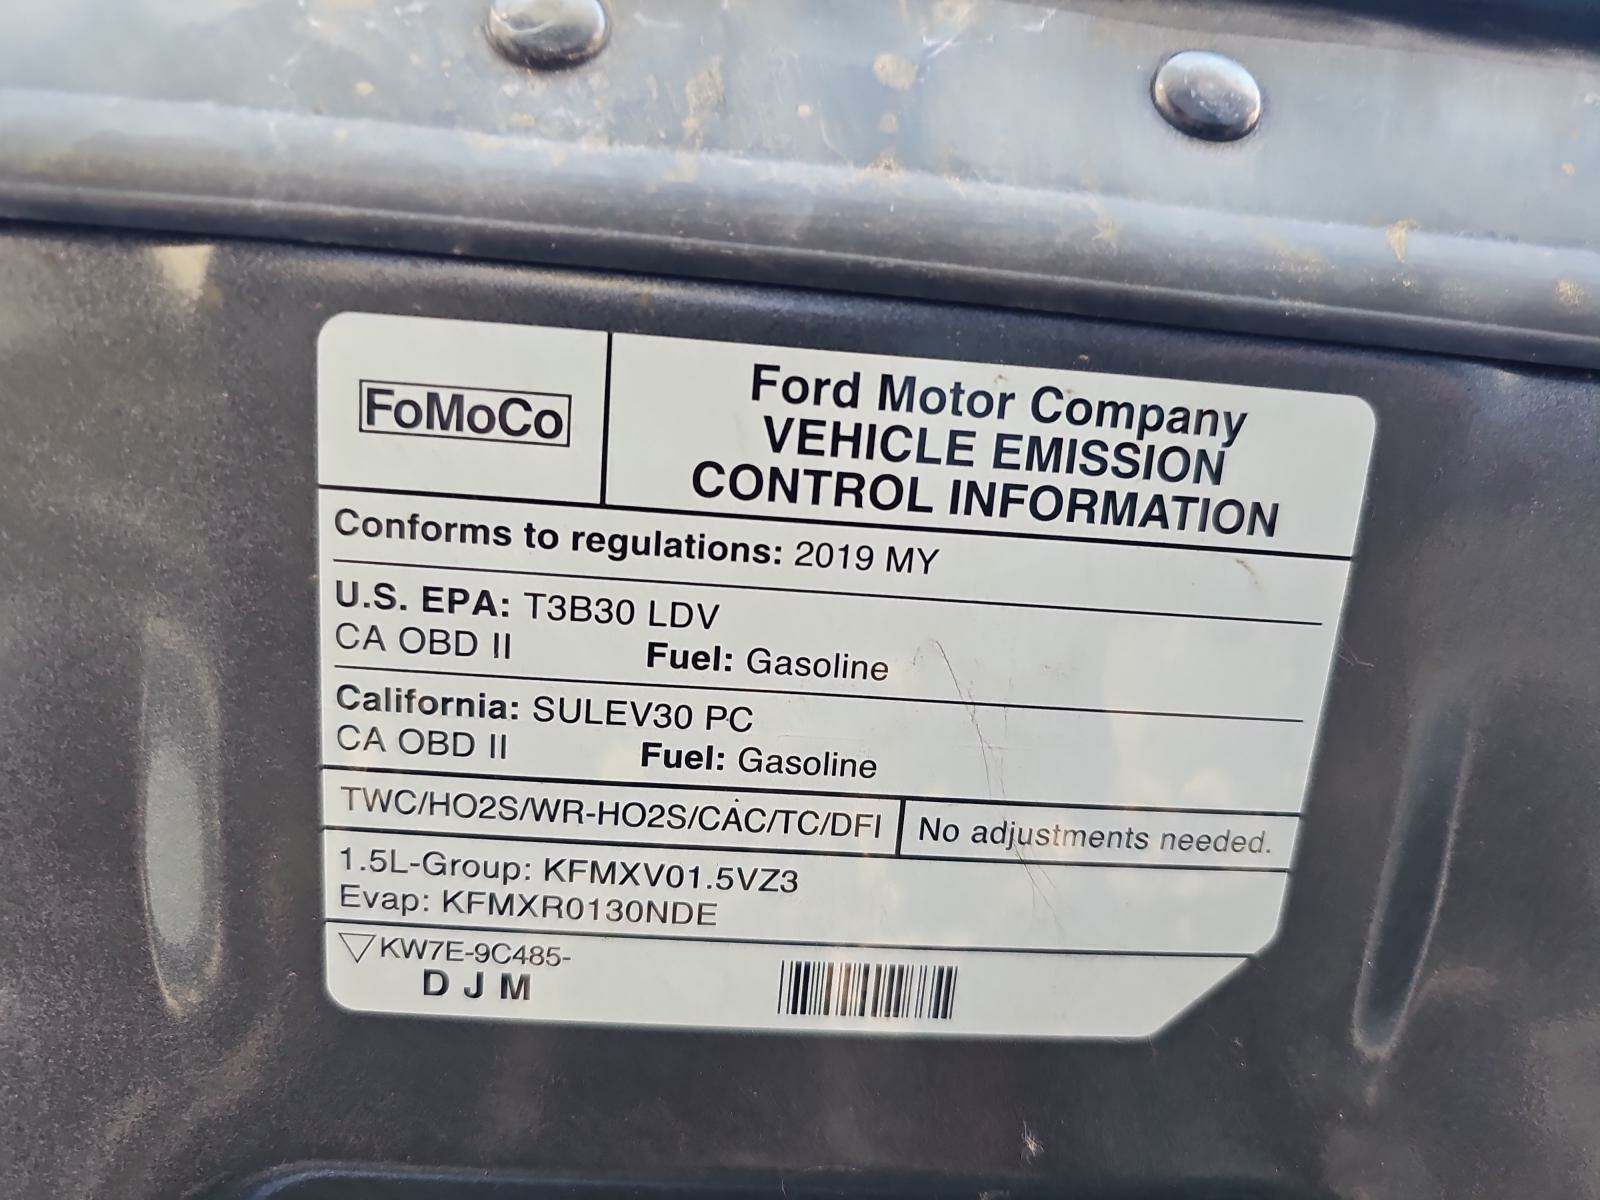 FoMoCo
Ford Motor Company
VEHICLE EMISSION
CONTROL INFORMATION
Conforms to regulations: 2019 MY
U.S. EPA: T3B30 LDV
CA OBD II Fuel: Gasoline
California: SULEV30 PC
CA OBD II Fuel: Gasoline
TWC/HO2S/WR-HO2S/CAC/TC/DFI
No adjustments needed.
1.5L-Group: KFMXV01.5VZ3
Evap: KFMXR0130NDE
▽KW7E-9C485-
D J M